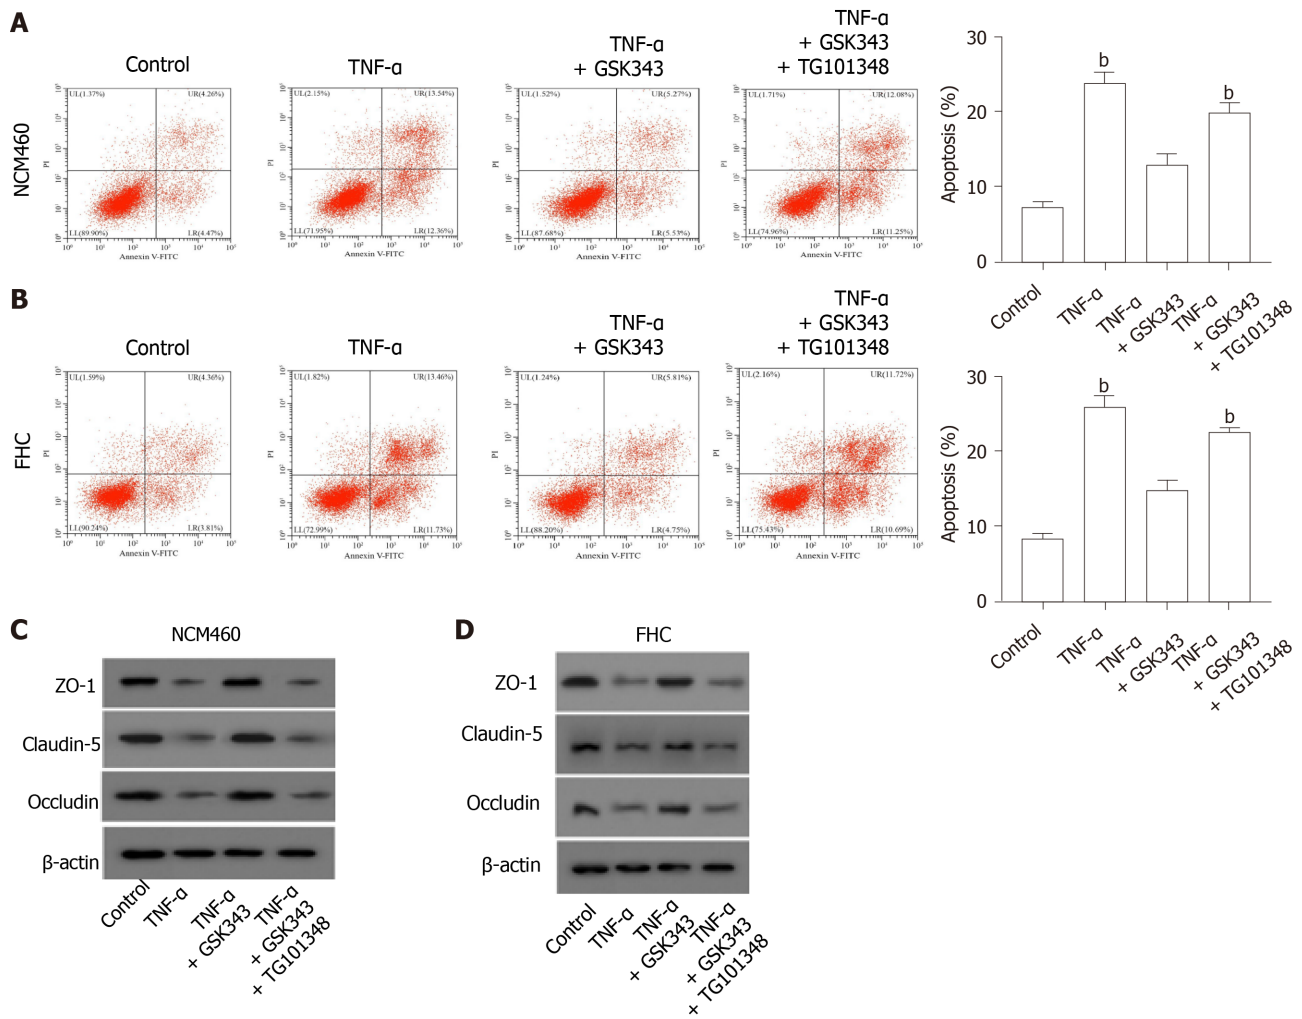 A
Control
TNF-α
TNF-α
+ GSK343
TNF-α
+ GSK343
+ TG101348
NCM460
UL(1.37%) UR(4.26%)
LL(89.90%) LR(4.47%)
PI
Annexin V-FITC
UL(2.15%) UR(13.54%)
LL(71.95%) LR(12.36%)
PI
Annexin V-FITC
UL(1.52%) UR(5.27%)
LL(87.68%) LR(5.53%)
PI
Annexin V-FITC
UL(1.71%) UR(12.08%)
LL(74.96%) LR(11.25%)
PI
Annexin V-FITC
Apoptosis (%)
30
20
10
0
b
b
Control
TNF-α
TNF-α
+ GSK343
TNF-α
+ GSK343
+ TG101348
B
Control
TNF-α
TNF-α
+ GSK343
TNF-α
+ GSK343
+ TG101348
FHC
UL(1.59%) UR(4.36%)
LL(90.24%) LR(3.81%)
PI
Annexin V-FITC
UL(1.82%) UR(13.46%)
LL(72.99%) LR(11.73%)
PI
Annexin V-FITC
UL(1.24%) UR(5.81%)
LL(88.20%) LR(4.75%)
PI
Annexin V-FITC
UL(2.16%) UR(11.72%)
LL(75.43%) LR(10.69%)
PI
Annexin V-FITC
Apoptosis (%)
30
20
10
0
b
b
Control
TNF-α
TNF-α
+ GSK343
TNF-α
+ GSK343
+ TG101348
C
NCM460
ZO-1
Claudin-5
Occludin
β-actin
Control
TNF-α
TNF-α
+ GSK343
TNF-α
+ GSK343
+ TG101348
D
FHC
ZO-1
Claudin-5
Occludin
β-actin
Control
TNF-α
TNF-α
+ GSK343
TNF-α
+ GSK343
+ TG101348